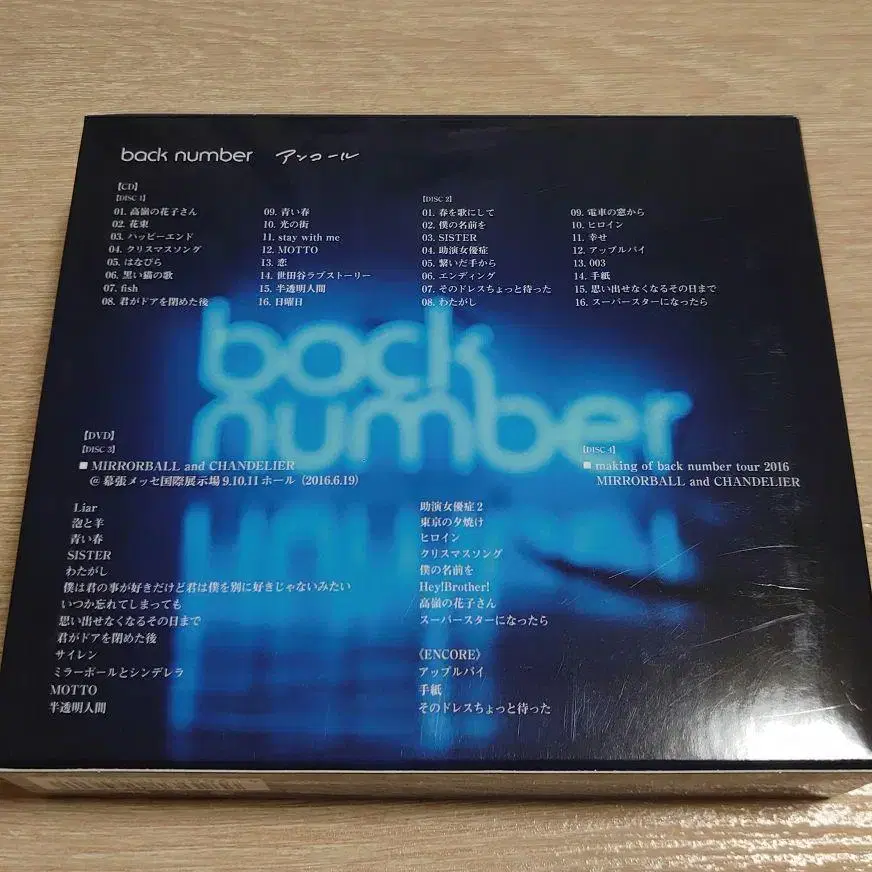 back number アンコール
【CD】
【DISC 1】
01. 高嶺の花子さん
02. 花束
03. ハッピーエンド
04. クリスマスソング
05. はなびら
06. 黒い猫の歌
07. fish
08. 君がドアを閉めた後
09. 青い春
10. 光の街
11. stay with me
12. MOTTO
13. 恋
14. 世田谷ラブストーリー
15. 半透明人間
16. 日曜日
【DISC 2】
01. 春を歌にして
02. 僕の名前を
03. SISTER
04. 助演女優症
05. 繋いだ手から
06. エンディング
07. そのドレスちょっと待った
08. わたがし
09. 電車の窓から
10. ヒロイン
11. 幸せ
12. アップルパイ
13. 003
14. 手紙
15. 思い出せなくなるその日まで
16. スーパースターになったら
back
number
【DVD】
【DISC 3】
■ MIRRORBALL and CHANDELIER
@ 幕張メッセ国際展示場 9.10.11 ホール (2016.6.19)
Liar
泡と羊
青い春
SISTER
わたがし
僕は君の事が好きだけど君は僕を別に好きじゃないみたい
いつか忘れてしまっても
思い出せなくなるその日まで
君がドアを閉めた後
サイレン
ミラーボールとシンデレラ
MOTTO
半透明人間
助演女優症 2
東京の夕焼け
ヒロイン
クリスマスソング
僕の名前を
Hey!Brother!
高嶺の花子さん
スーパースターになったら
《ENCORE》
アップルパイ
手紙
そのドレスちょっと待った
【DISC 4】
■ making of back number tour 2016
MIRRORBALL and CHANDELIER